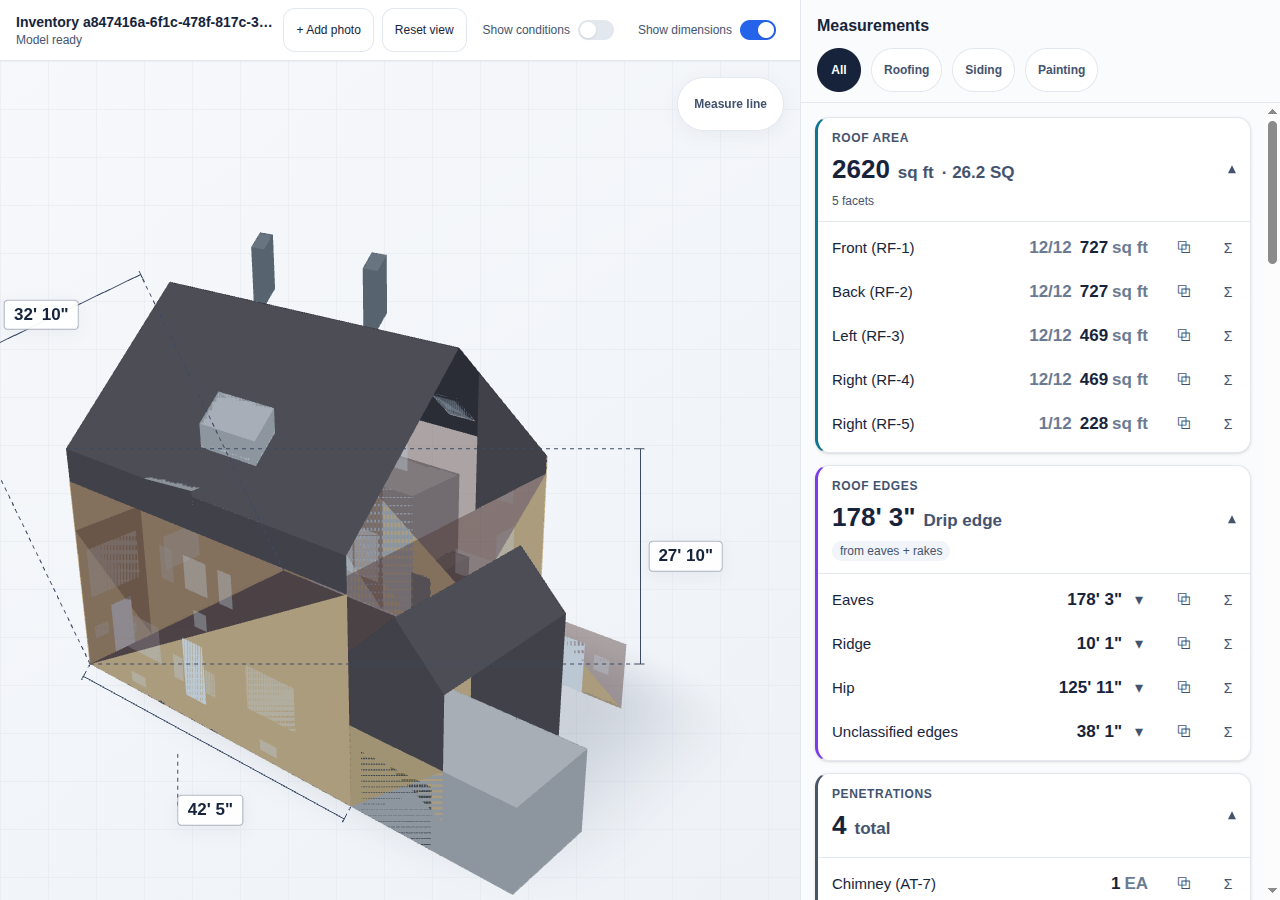 Inventory a847416a-6f1c-478f-817c-3…
Model ready
+ Add photo
Reset view
Show conditions
Show dimensions
Measure line
32' 10"
27' 10"
42' 5"
Measurements
All
Roofing
Siding
Painting
ROOF AREA
2620 sq ft · 26.2 SQ
▲
5 facets
Front (RF-1) 12/12 727 sq ft Σ
Back (RF-2) 12/12 727 sq ft Σ
Left (RF-3) 12/12 469 sq ft Σ
Right (RF-4) 12/12 469 sq ft Σ
Right (RF-5) 1/12 228 sq ft Σ
ROOF EDGES
178' 3" Drip edge
▲
from eaves + rakes
Eaves 178' 3" ▼ Σ
Ridge 10' 1" ▼ Σ
Hip 125' 11" ▼ Σ
Unclassified edges 38' 1" ▼ Σ
PENETRATIONS
4 total
▲
Chimney (AT-7) 1 EA Σ